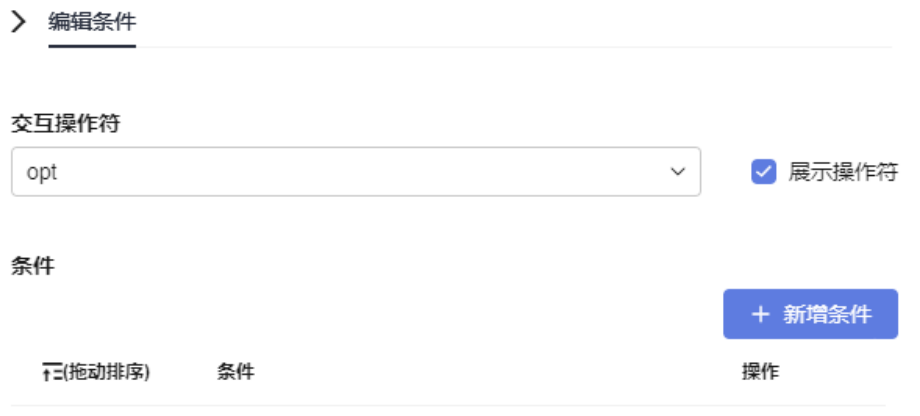 编辑条件
交互操作符
opt
展示操作符
条件
+ 新增条件
(拖动排序) 条件 操作